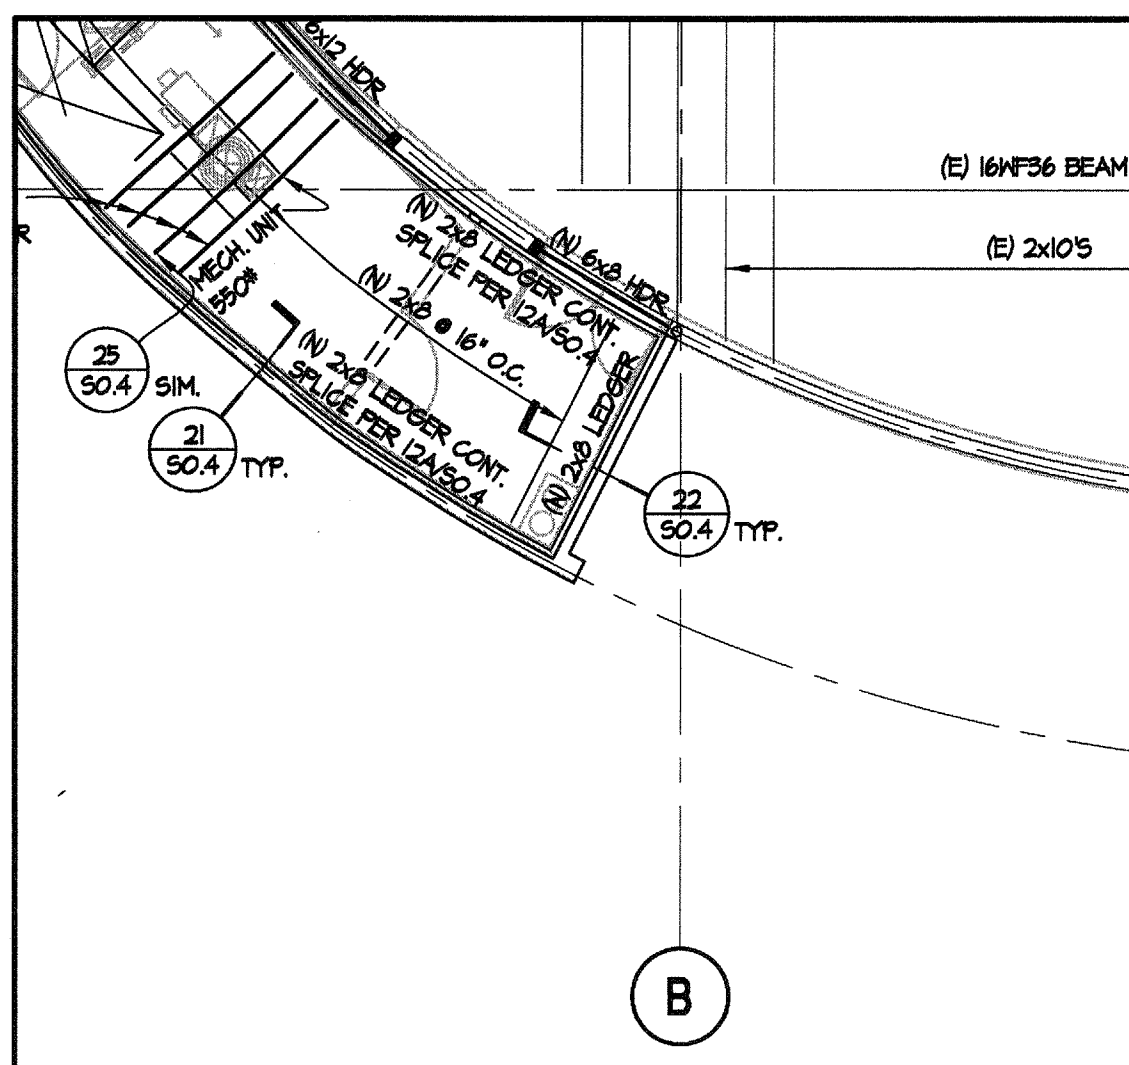 6x12 HDR
(E) 16WF36 BEAM
(E) 2x10'S
(N) 6x8 HDR
(N) 2x8 LEDGER CONT.
SPLICE PER 12A/S0.4
(N) 2x8 @ 16" O.C.
MECH. UNIT
550#
(N) 2x8 LEDGER CONT.
SPLICE PER 12A/S0.4
(N) 2x8 LEDGER
R
25
S0.4 SIM.
21
S0.4 TYP.
22
S0.4 TYP.
B